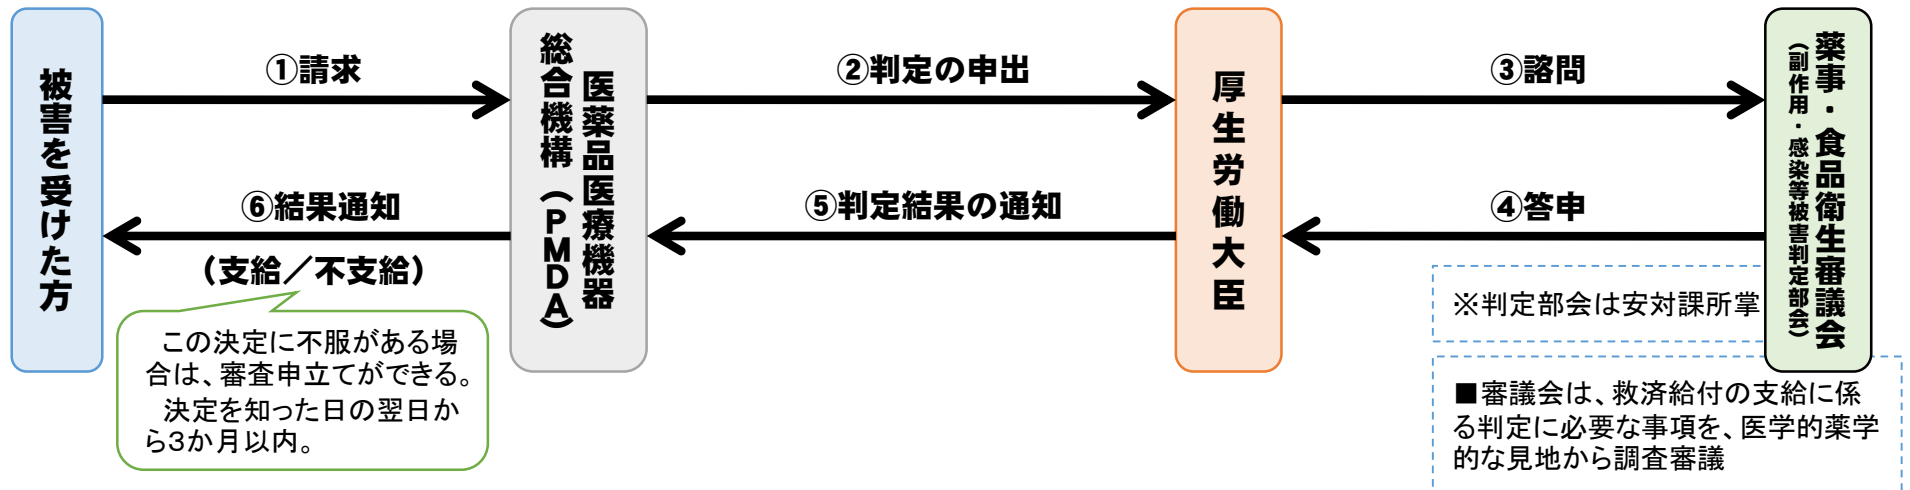 被害を受けた方
①請求
⑥結果通知
(支給／不支給)
この決定に不服がある場
合は、審査申立てができる。
決定を知った日の翌日か
ら3か月以内。
医薬品医療機器
総合機構（PMDA）
②判定の申出
⑤判定結果の通知
厚生労働大臣
③諮問
④答申
薬事・食品衛生審議会
（副作用・感染等被害判定部会）
※判定部会は安対課所掌
■審議会は、救済給付の支給に係
る判定に必要な事項を、医学的薬学
的な見地から調査審議